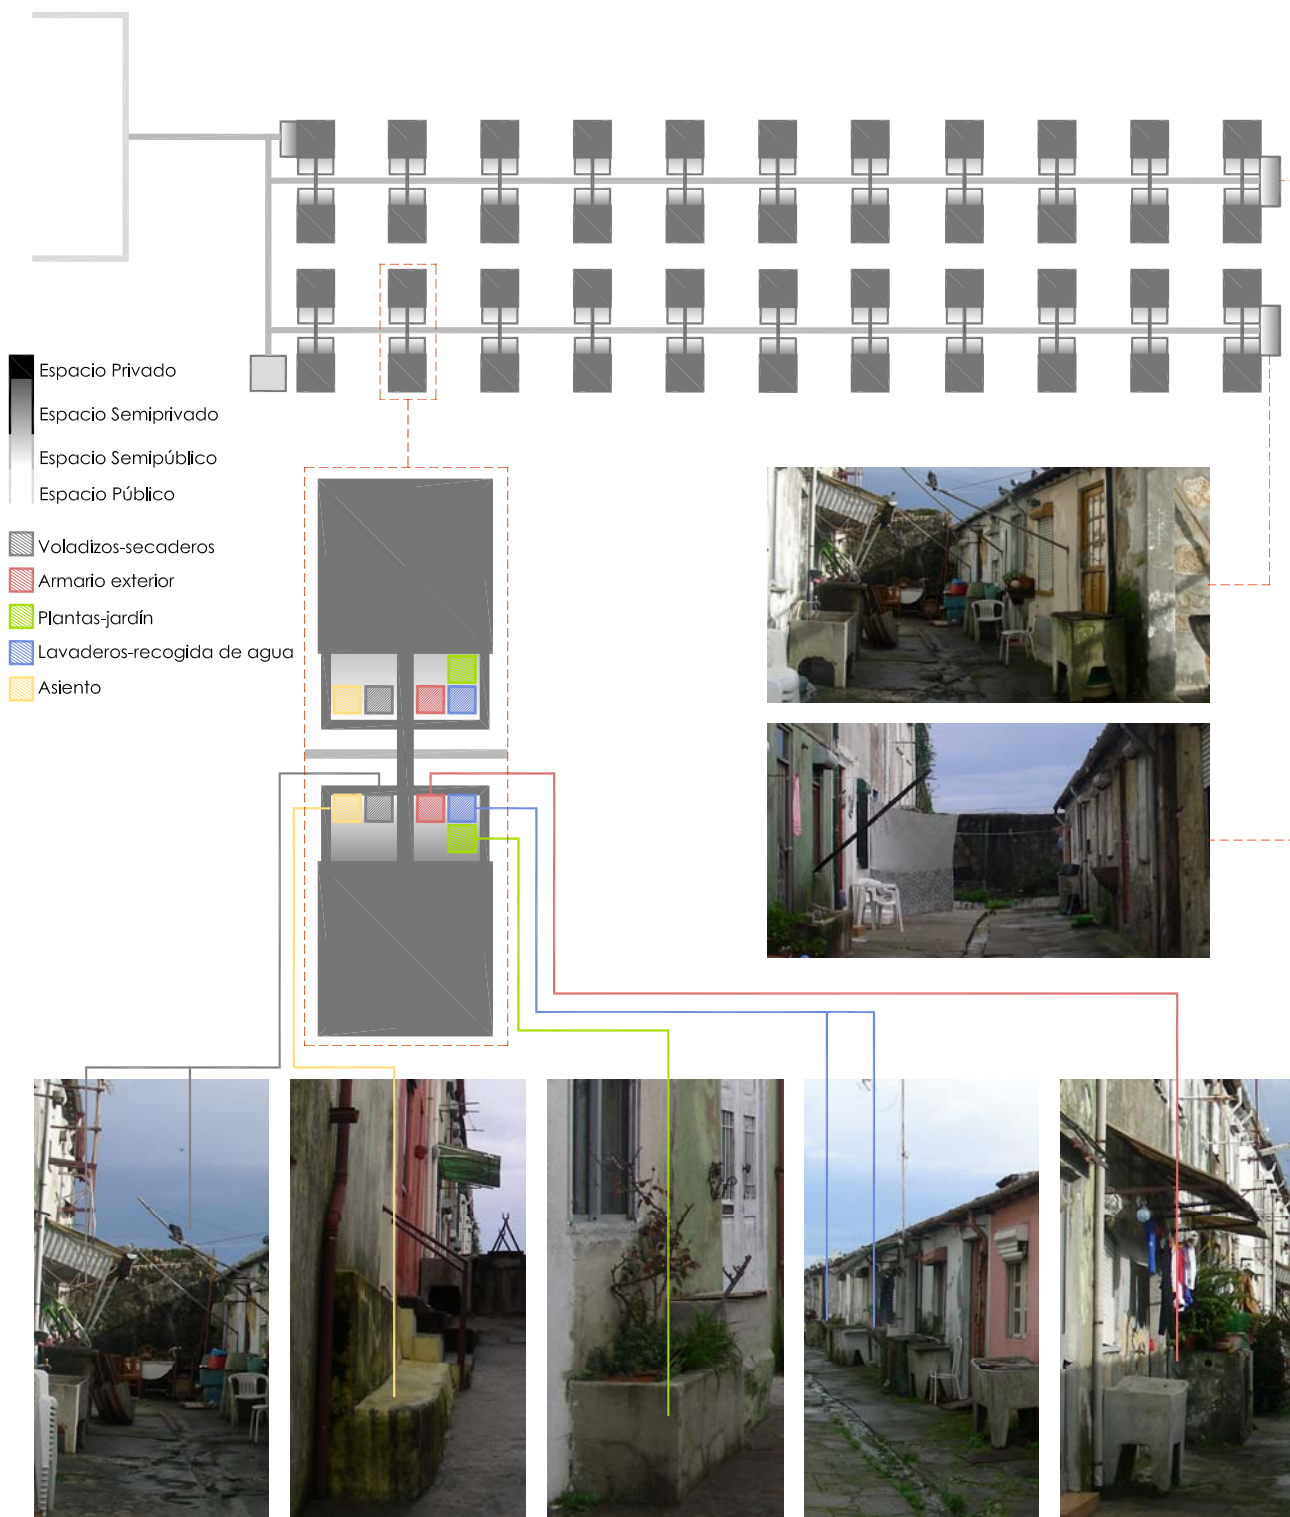 Espacio Privado
Espacio Semiprivado
Espacio Semipúblico
Espacio Público
Voladizos-secaderos
Armario exterior
Plantas-jardín
Lavaderos-recogida de agua
Asiento